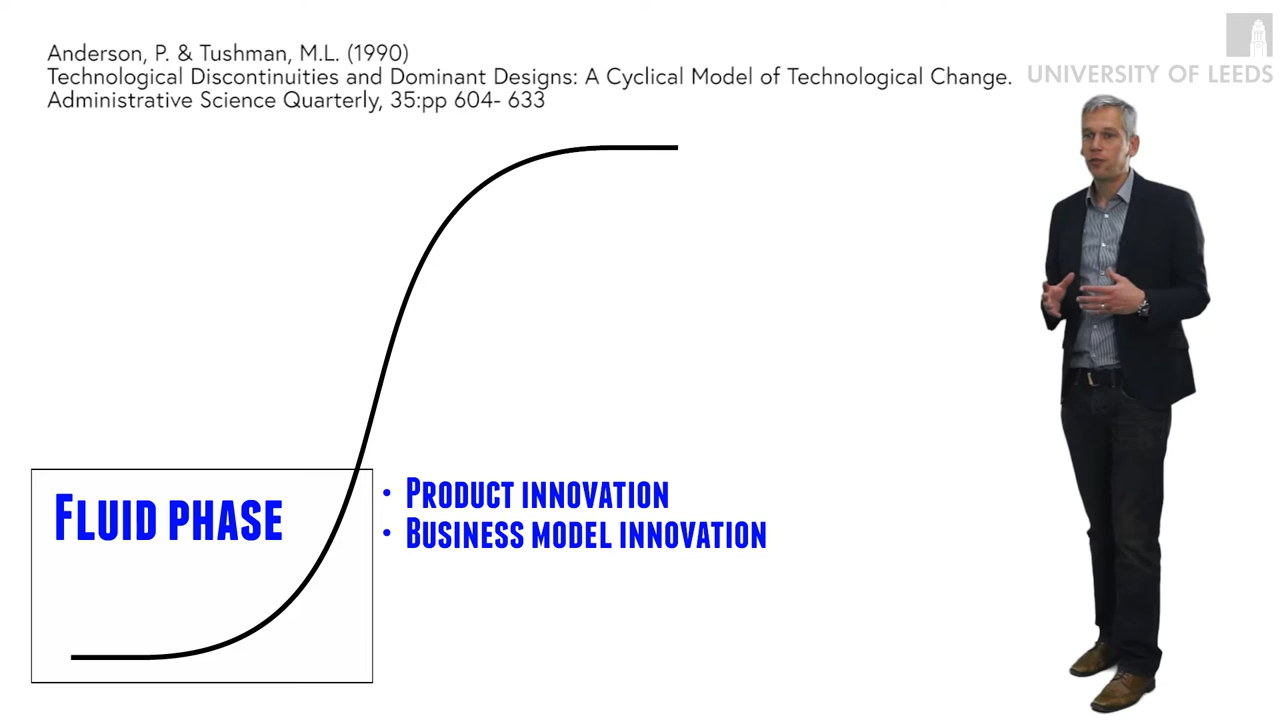 Anderson, P. & Tushman, M.L. (1990)
Technological Discontinuities and Dominant Designs: A Cyclical Model of Technological Change.
Administrative Science Quarterly, 35:pp 604- 633
UNIVERSITY OF LEEDS
FLUID PHASE
• PRODUCT INNOVATION
• BUSINESS MODEL INNOVATION